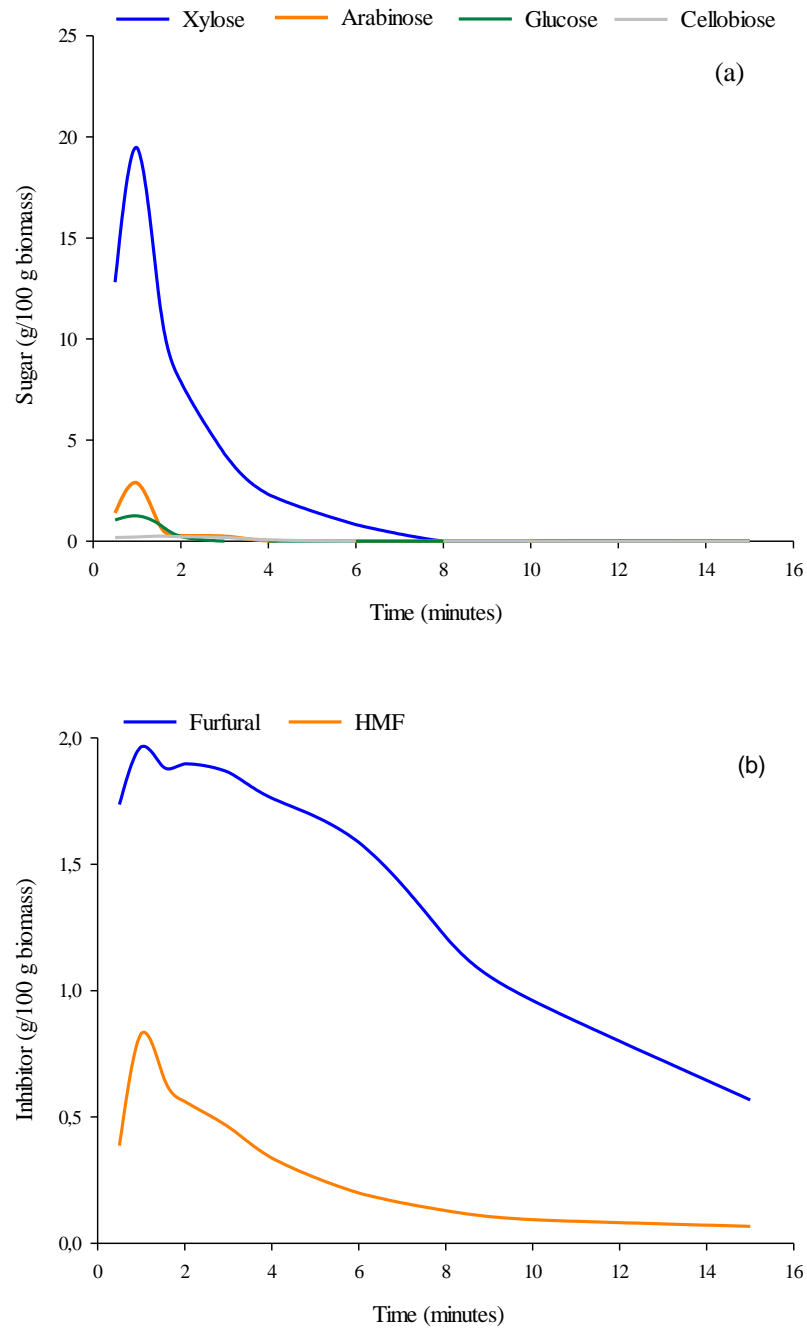 Xylose Arabinose Glucose Cellobiose
25
(a)
20
15
10
5
0
Sugar (g/100 g biomass)
0 2 4 6 8 10 12 14 16
Time (minutes)
Furfural HMF
2,0
(b)
1,5
1,0
0,5
0,0
Inhibitor (g/100 g biomass)
0 2 4 6 8 10 12 14 16
Time (minutes)